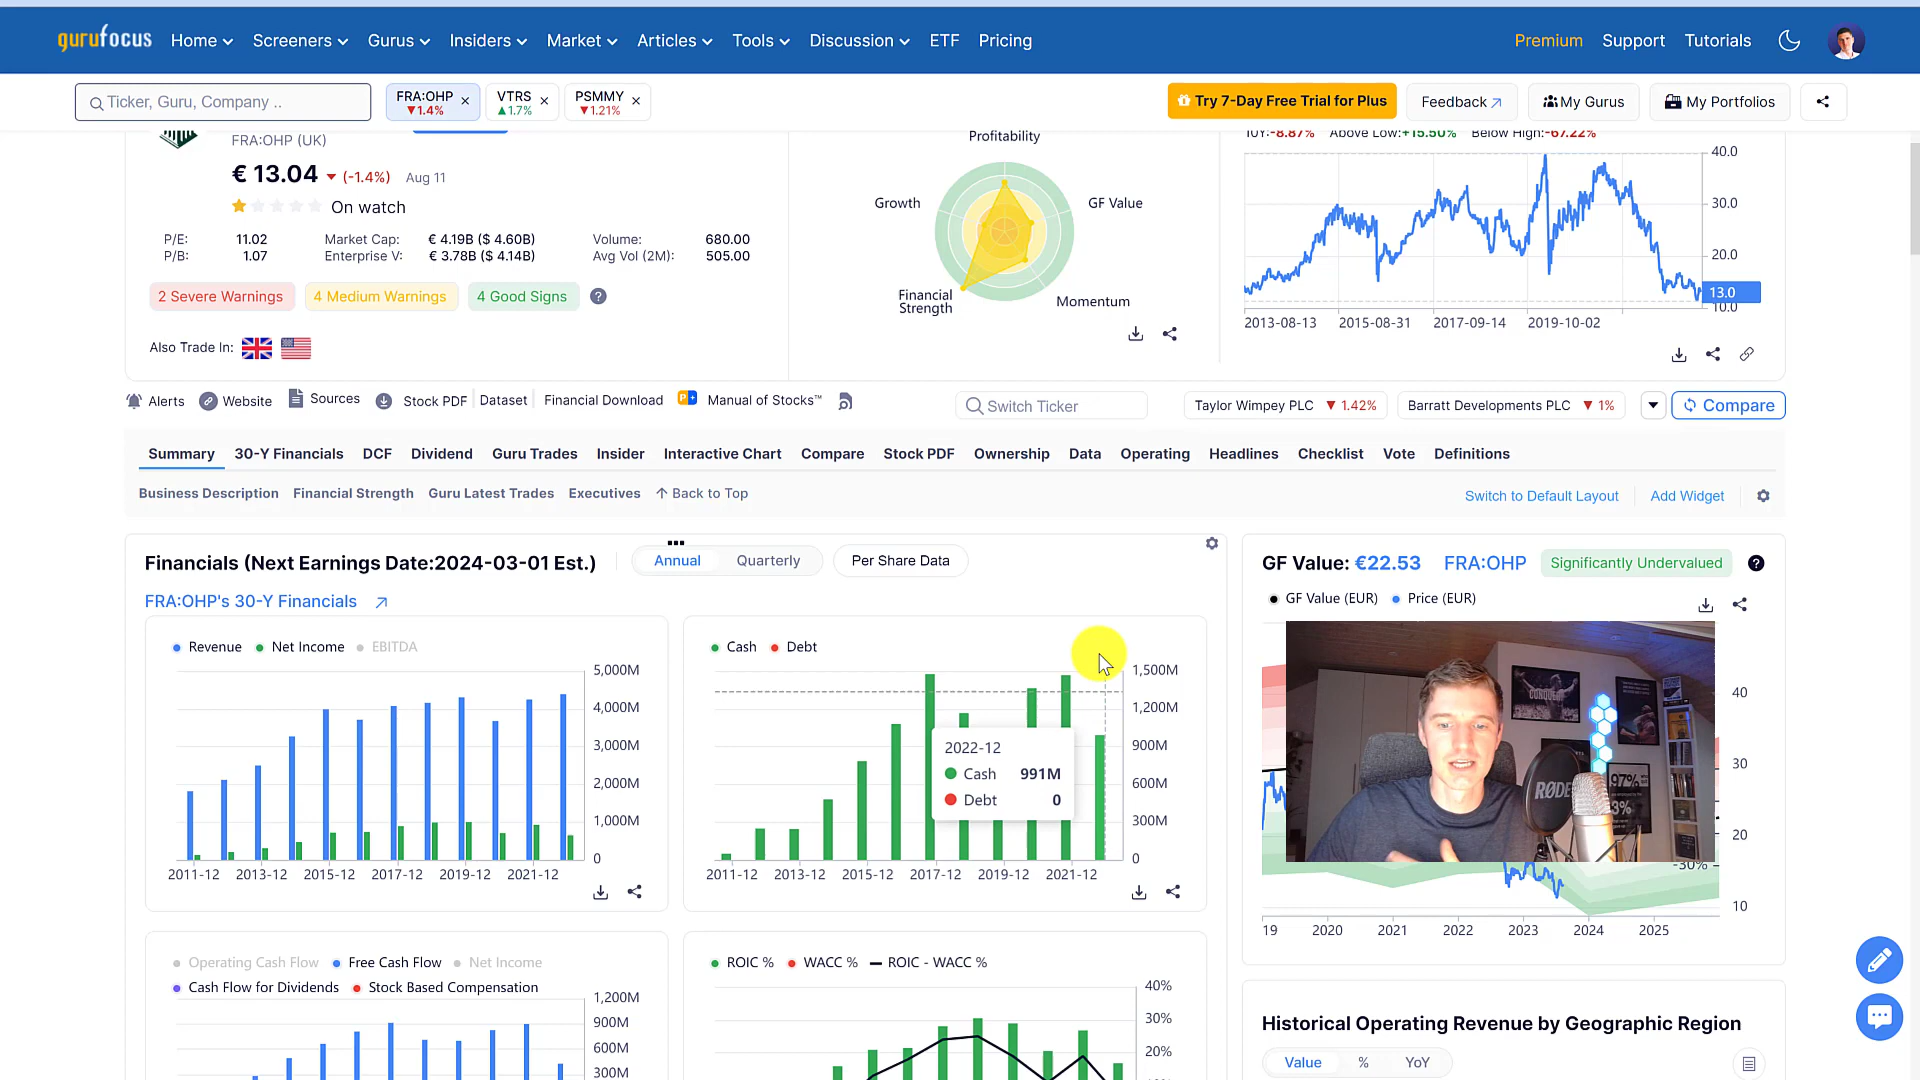 gurufocus Home Screeners Gurus Insiders Market Articles Tools Discussion ETF Pricing Premium Support Tutorials
Ticker, Guru, Company ..
FRA:OHP ×
▼1.4%
VTRS ×
▲1.7%
PSMMY ×
▼1.21%
Try 7-Day Free Trial for Plus
Feedback
My Gurus
My Portfolios
FRA:OHP (UK)
€ 13.04 ▼ (-1.4%) Aug 11
On watch
P/E: 11.02 Market Cap: € 4.19B ($ 4.60B) Volume: 680.00
P/B: 1.07 Enterprise V: € 3.78B ($ 4.14B) Avg Vol (2M): 505.00
2 Severe Warnings 4 Medium Warnings 4 Good Signs ?
Also Trade In:
Profitability
Growth
GF Value
Financial
Strength
Momentum
10Y:-8.87% Above Low:+15.50% Below High:-67.22%
40.0
30.0
20.0
13.0
10.0
2013-08-13 2015-08-31 2017-09-14 2019-10-02
Alerts Website Sources Stock PDF Dataset Financial Download P+ Manual of Stocks™
Switch Ticker
Taylor Wimpey PLC ▼ 1.42%
Barratt Developments PLC ▼ 1%
Compare
Summary 30-Y Financials DCF Dividend Guru Trades Insider Interactive Chart Compare Stock PDF Ownership Data Operating Headlines Checklist Vote Definitions
Business Description Financial Strength Guru Latest Trades Executives ↑ Back to Top
Switch to Default Layout Add Widget
Financials (Next Earnings Date:2024-03-01 Est.)
Annual Quarterly
Per Share Data
FRA:OHP's 30-Y Financials
Revenue Net Income EBITDA
5,000M
4,000M
3,000M
2,000M
1,000M
0
2011-12 2013-12 2015-12 2017-12 2019-12 2021-12
Cash Debt
1,500M
1,200M
900M
600M
300M
0
2022-12
Cash 991M
Debt 0
2011-12 2013-12 2015-12 2017-12 2019-12 2021-12
Operating Cash Flow Free Cash Flow Net Income
Cash Flow for Dividends Stock Based Compensation
1,200M
900M
600M
300M
ROIC % WACC % ROIC - WACC %
40%
30%
20%
GF Value: €22.53 FRA:OHP Significantly Undervalued ?
GF Value (EUR) Price (EUR)
CONQUER
RØDE
97%
3%
40
30
20
-30%
10
19 2020 2021 2022 2023 2024 2025
Historical Operating Revenue by Geographic Region
Value % YoY